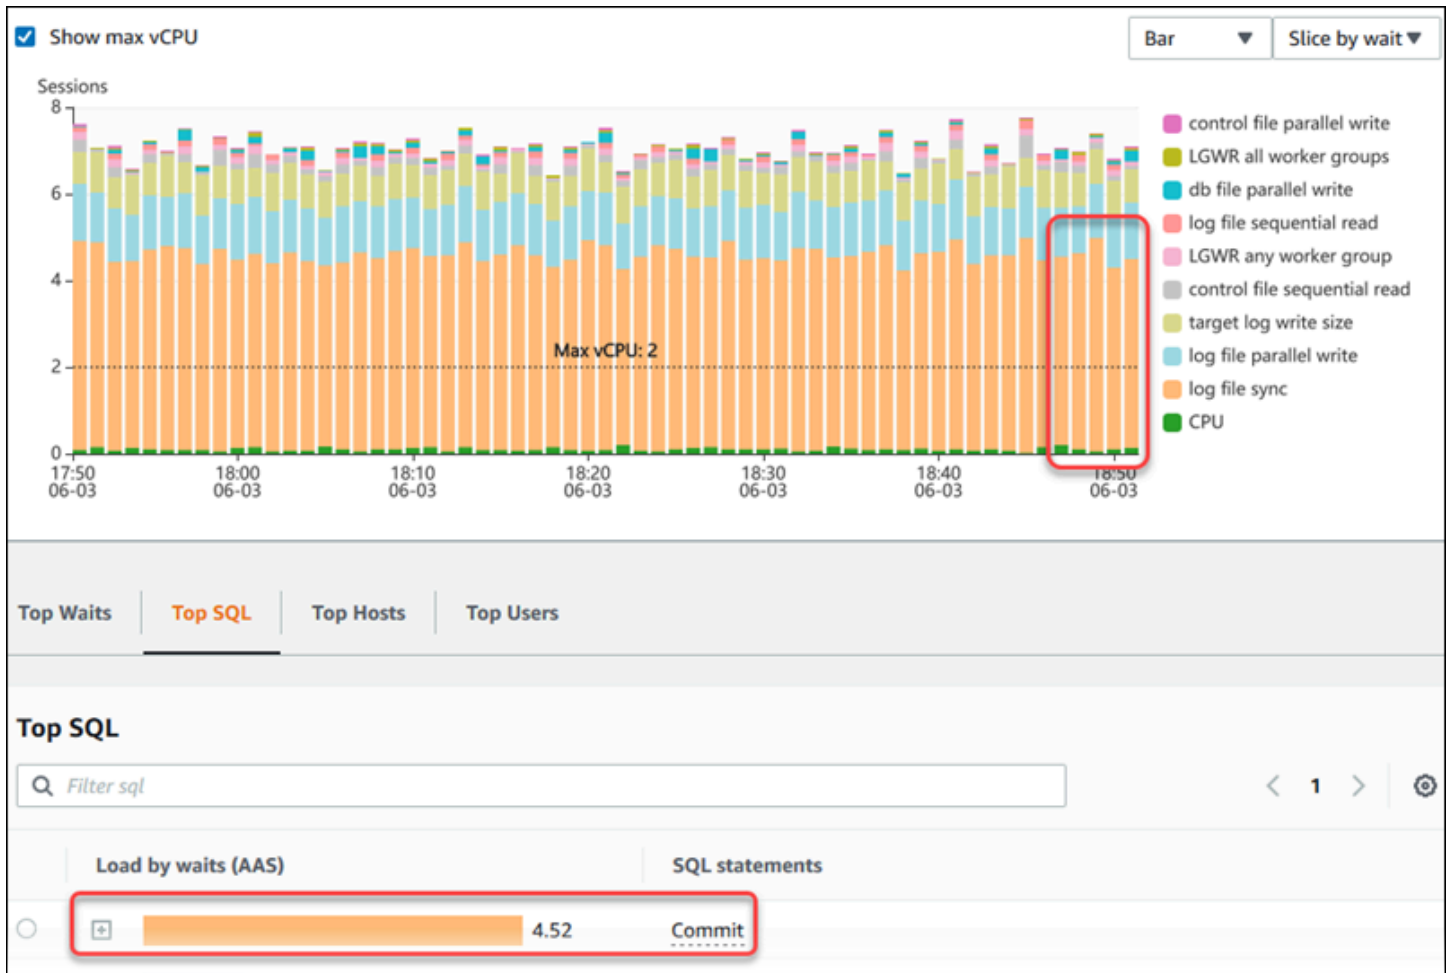 Show max vCPU
Bar
Slice by wait
Sessions
8
6
4
2
0
Max vCPU: 2
17:50
06-03
18:00
06-03
18:10
06-03
18:20
06-03
18:30
06-03
18:40
06-03
18:50
06-03
control file parallel write
LGWR all worker groups
db file parallel write
log file sequential read
LGWR any worker group
control file sequential read
target log write size
log file parallel write
log file sync
CPU
Top Waits
Top SQL
Top Hosts
Top Users
Top SQL
Filter sql
1
Load by waits (AAS)
SQL statements
4.52
Commit